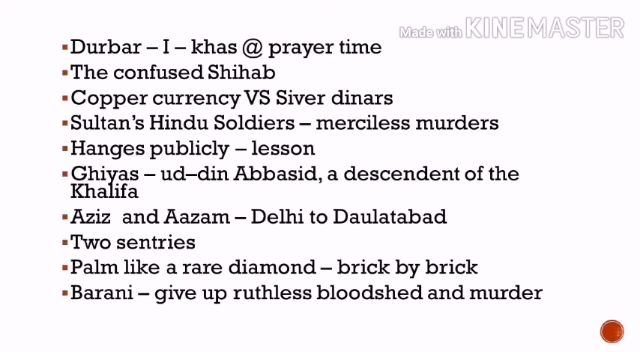 Made with KINEMASTER
▪Durbar – I – khas @ prayer time
▪The confused Shihab
▪Copper currency VS Siver dinars
▪Sultan's Hindu Soldiers – merciless murders
▪Hanges publicly – lesson
▪Ghiyas – ud–din Abbasid, a descendent of the
Khalifa
▪Aziz and Aazam – Delhi to Daulatabad
▪Two sentries
▪Palm like a rare diamond – brick by brick
▪Barani – give up ruthless bloodshed and murder